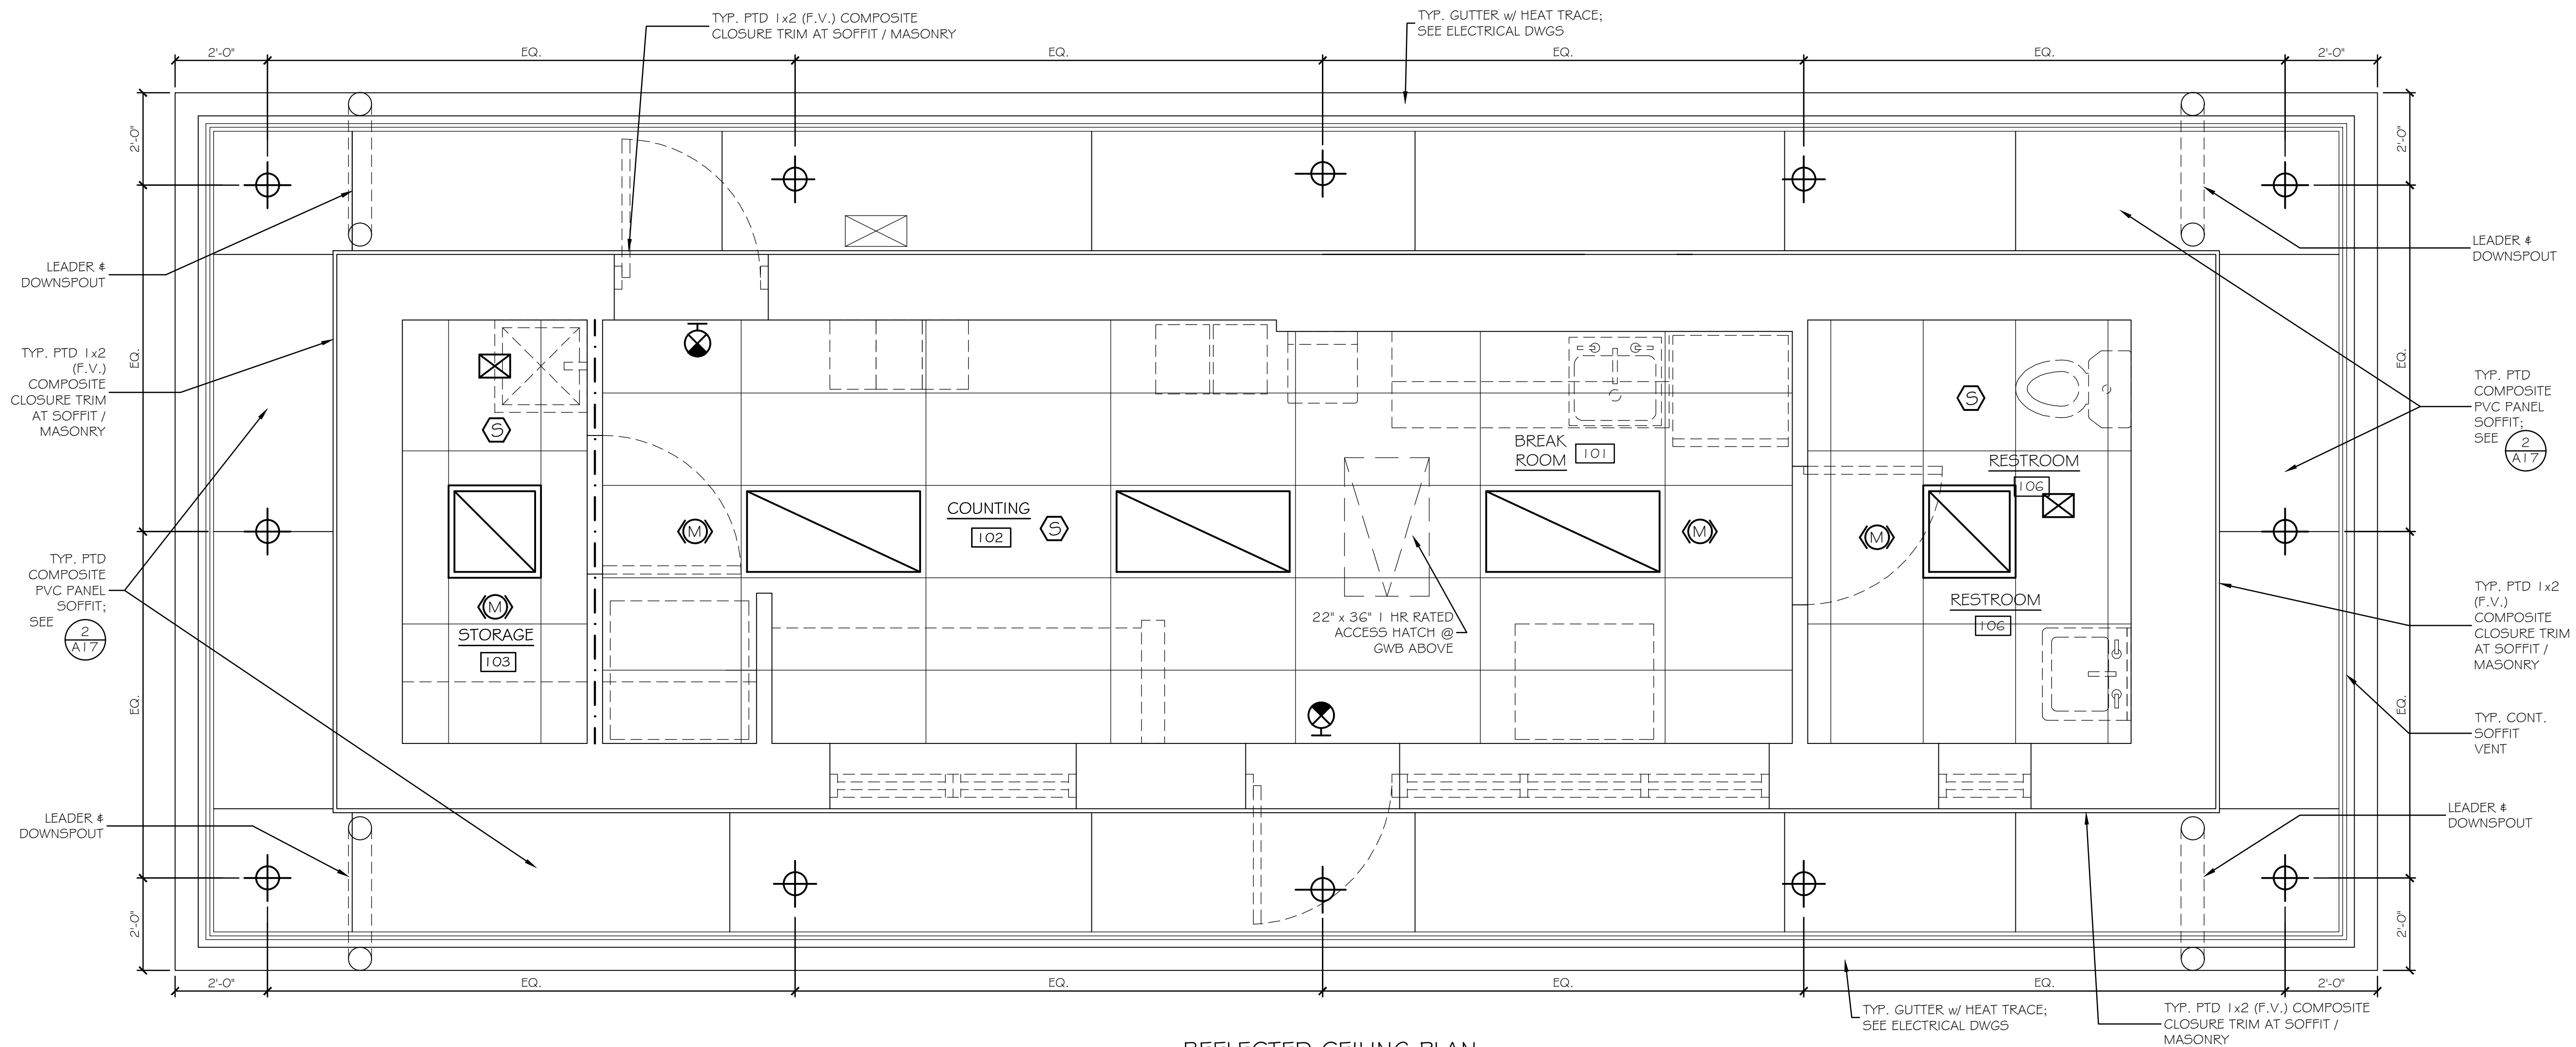 TYP. PTD 1x2 (F.V.) COMPOSITE
CLOSURE TRIM AT SOFFIT / MASONRY
TYP. GUTTER w/ HEAT TRACE;
SEE ELECTRICAL DWGS
2'-0"
EQ.
EQ.
EQ.
EQ.
2'-0"
2'-0"
2'-0"
LEADER &
DOWNSPOUT
LEADER &
DOWNSPOUT
TYP. PTD 1x2
(F.V.)
COMPOSITE
CLOSURE TRIM
AT SOFFIT /
MASONRY
EQ.
EQ.
S
S
TYP. PTD
COMPOSITE
PVC PANEL
SOFFIT;
SEE
2
A17
BREAK
ROOM
101
RESTROOM
106
COUNTING
102
S
M
M
M
TYP. PTD
COMPOSITE
PVC PANEL
SOFFIT;
SEE
2
A17
M
STORAGE
103
22" x 36" 1 HR RATED
ACCESS HATCH @
GWB ABOVE
RESTROOM
106
TYP. PTD 1x2
(F.V.)
COMPOSITE
CLOSURE TRIM
AT SOFFIT /
MASONRY
EQ.
EQ.
TYP. CONT.
SOFFIT
VENT
LEADER &
DOWNSPOUT
LEADER &
DOWNSPOUT
2'-0"
2'-0"
2'-0"
EQ.
EQ.
EQ.
EQ.
2'-0"
TYP. GUTTER w/ HEAT TRACE;
SEE ELECTRICAL DWGS
TYP. PTD 1x2 (F.V.) COMPOSITE
CLOSURE TRIM AT SOFFIT /
MASONRY
REFLECTED CEILING PLAN